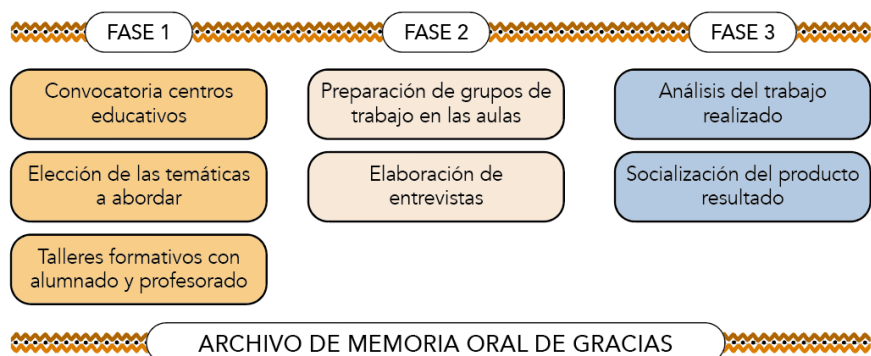 FASE 1
FASE 2
FASE 3
Convocatoria centros
educativos
Elección de las temáticas
a abordar
Talleres formativos con
alumnado y profesorado
Preparación de grupos de
trabajo en las aulas
Elaboración de
entrevistas
Análisis del trabajo
realizado
Socialización del producto
resultado
ARCHIVO DE MEMORIA ORAL DE GRACIAS